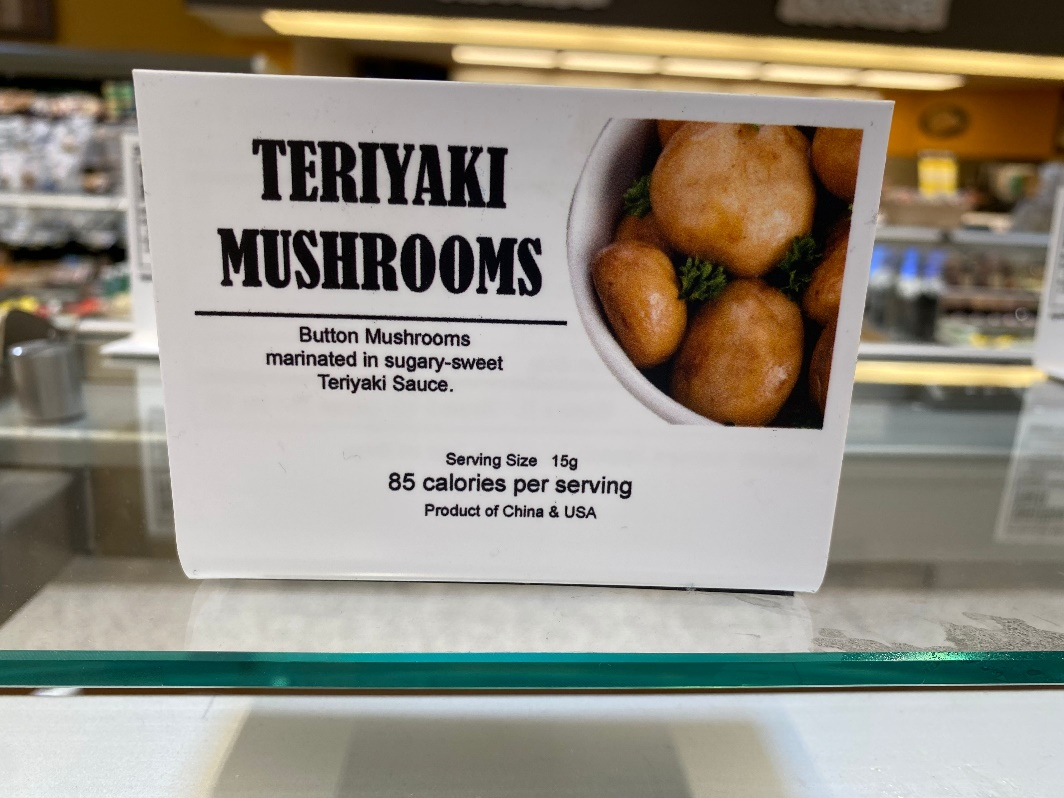 TERIYAKI
MUSHROOMS
Button Mushrooms
marinated in sugary-sweet
Teriyaki Sauce.
Serving Size 15g
85 calories per serving
Product of China & USA